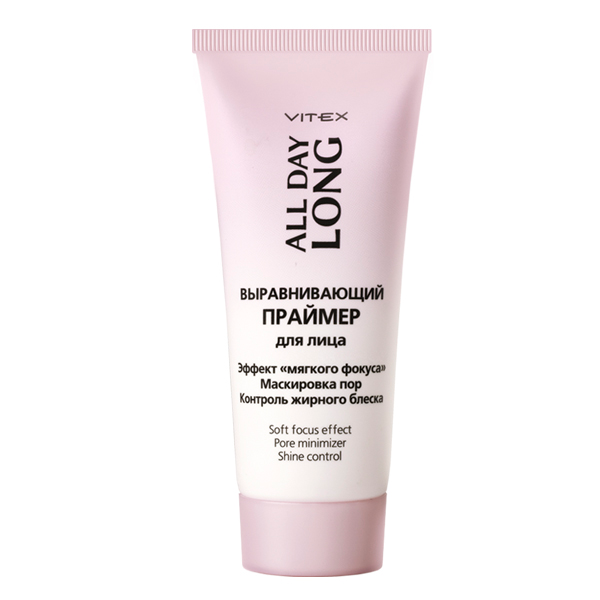 VITEX
ALL DAY
LONG
ВЫРАВНИВАЮЩИЙ
ПРАЙМЕР
для лица
Эффект «мягкого фокуса»
Маскировка пор
Контроль жирного блеска
Soft focus effect
Pore minimizer
Shine control